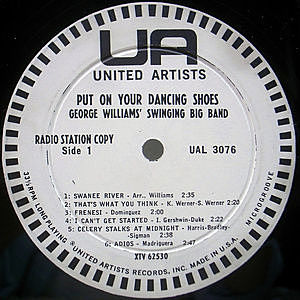 UA
UNITED ARTISTS
PUT ON YOUR DANCING SHOES
GEORGE WILLIAMS' SWINGING BIG BAND
RADIO STATION COPY
Side 1
UAL 3076
1: SWANEE RIVER - Arr., Williams 2:35
2: THAT'S WHAT YOU THINK - K. Werner-S. Werner 2:20
3: FRENESI - Dominguez 2:00
4: I CAN'T GET STARTED - I. Gershwin-Duke 2:22
5: CELERY STALKS AT MIDNIGHT - Harris-Bradley-
Sigman 2:38
6: ADIOS - Madriguera 2:47
XTV 62530
33⅓ RPM LONG PLAYING ® UNITED ARTISTS RECORDS, INC. MADE IN U.S.A. MICROGROOVE